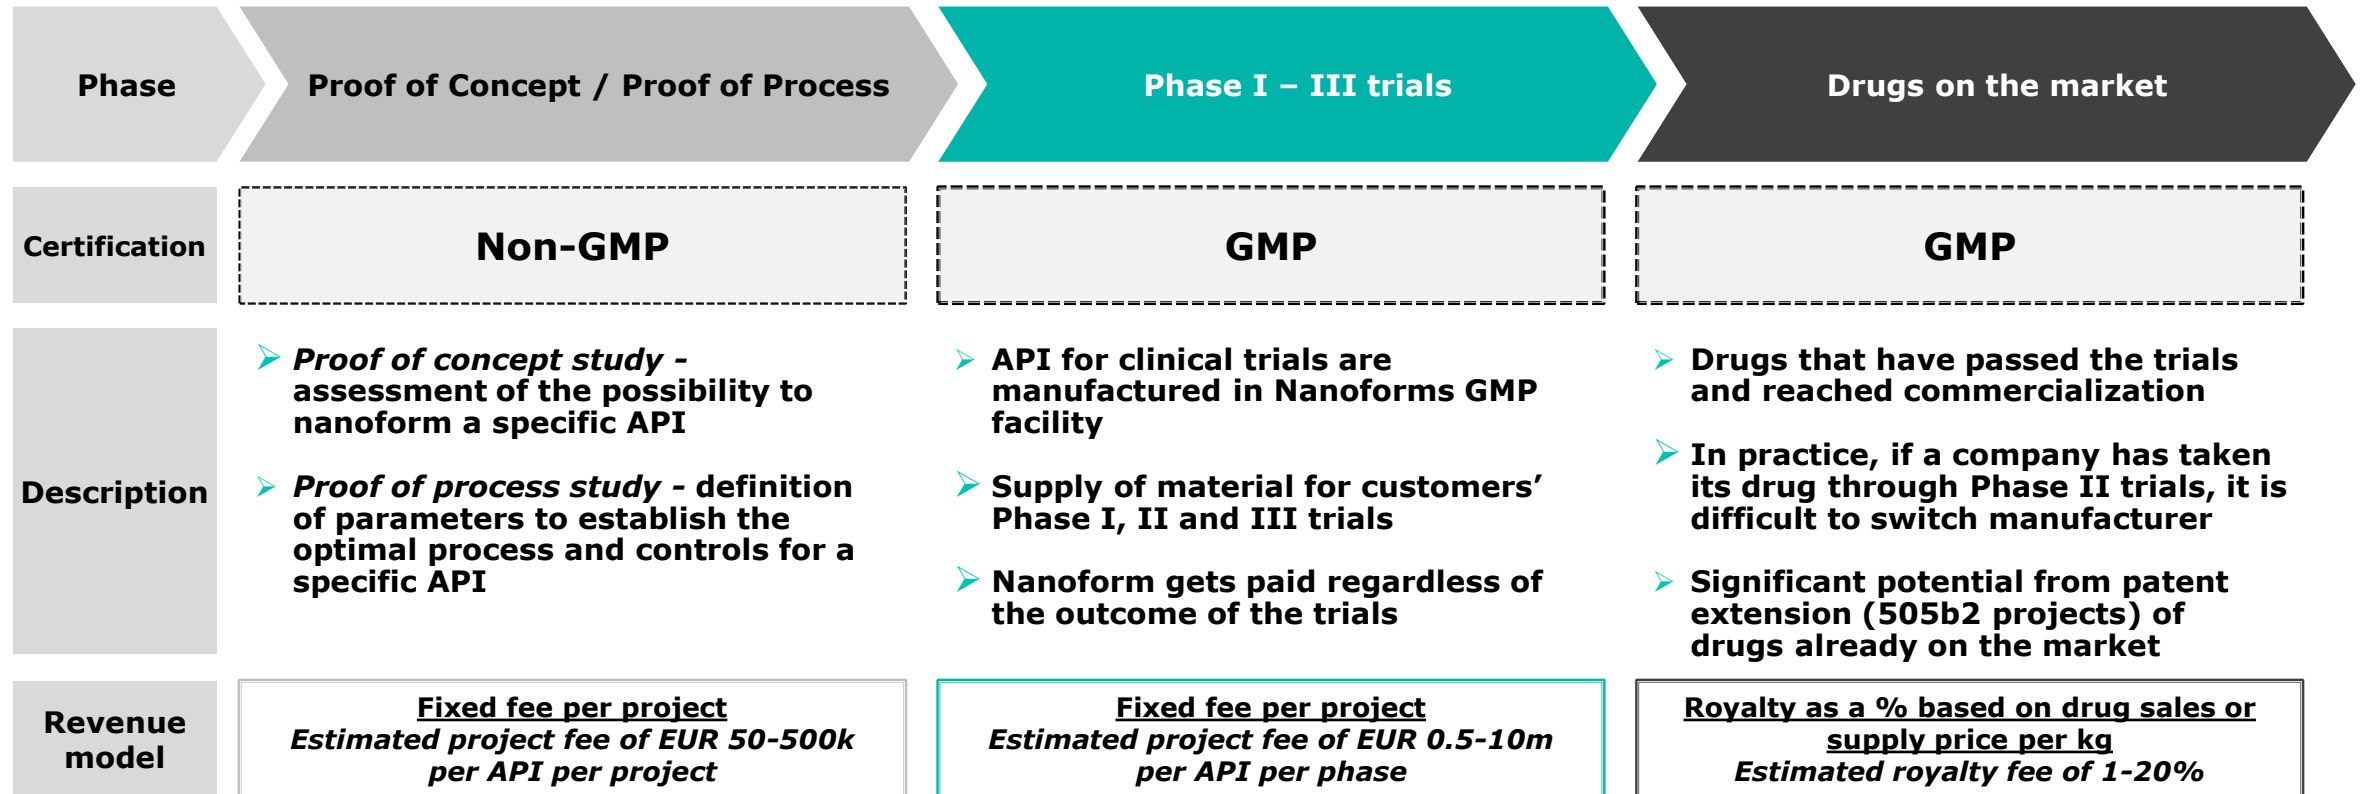 Phase
Proof of Concept / Proof of Process
Phase I – III trials
Drugs on the market
Certification
Non-GMP
GMP
GMP
Description
Proof of concept study -
assessment of the possibility to
nanoform a specific API
Proof of process study - definition
of parameters to establish the
optimal process and controls for a
specific API
API for clinical trials are
manufactured in Nanoforms GMP
facility
Supply of material for customers’
Phase I, II and III trials
Nanoform gets paid regardless of
the outcome of the trials
Drugs that have passed the trials
and reached commercialization
In practice, if a company has taken
its drug through Phase II trials, it is
difficult to switch manufacturer
Significant potential from patent
extension (505b2 projects) of
drugs already on the market
Revenue
model
Fixed fee per project
Estimated project fee of EUR 50-500k
per API per project
Fixed fee per project
Estimated project fee of EUR 0.5-10m
per API per phase
Royalty as a % based on drug sales or
supply price per kg
Estimated royalty fee of 1-20%